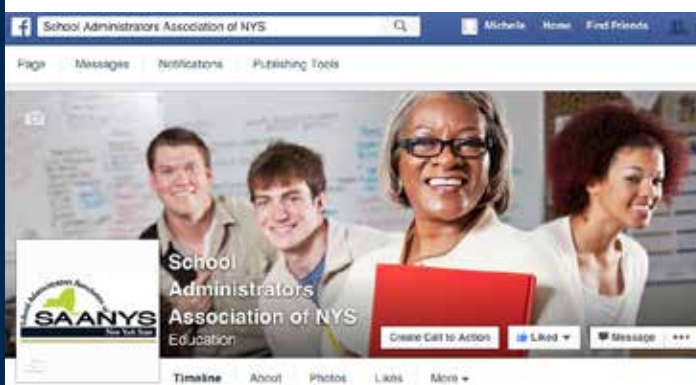 School Administrators Association of NYS
Michelle Home Find Friends
Page Messages Notifications Publishing Tools
School
Administrators
Association of NYS
Education
SAANYS
New York State
Create Call to Action Liked Message
Timeline About Photos Likes More